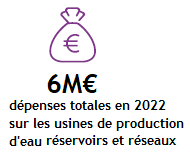 €
6M€
dépenses totales en 2022
sur les usines de production
d'eau réservoirs et réseaux